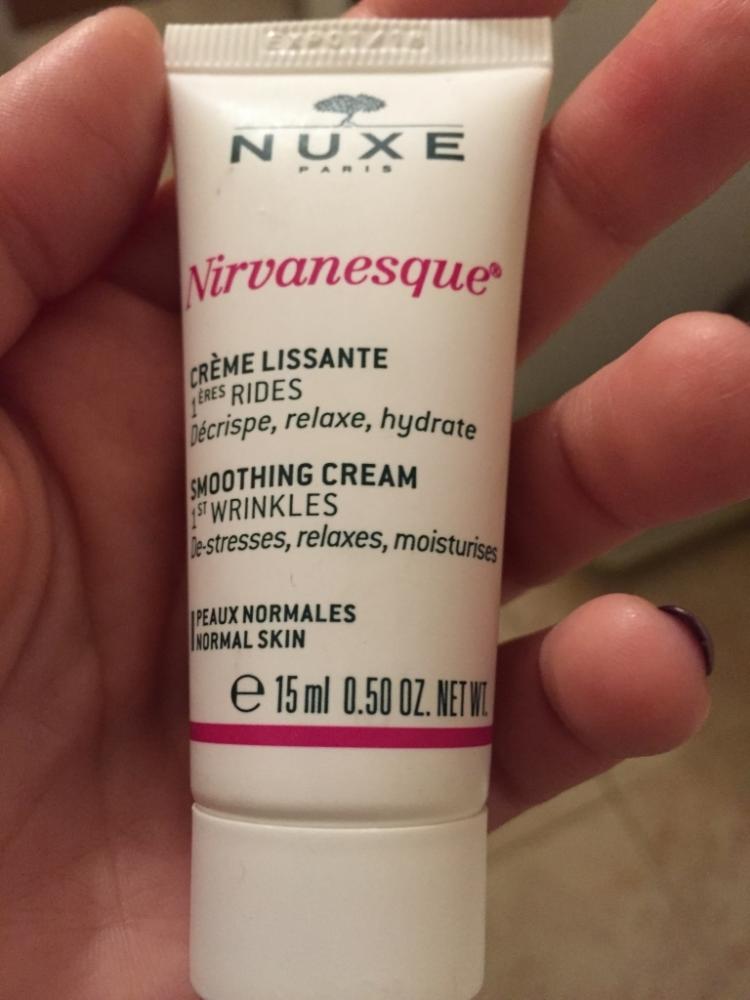 NUXE
PARIS
Nirvanesque®
CRÈME LISSANTE
1ÈRES RIDES
Décrispe, relaxe, hydrate
SMOOTHING CREAM
1ST WRINKLES
De-stresses, relaxes, moisturises
PEAUX NORMALES
NORMAL SKIN
e 15 ml 0.50 OZ. NET WT.